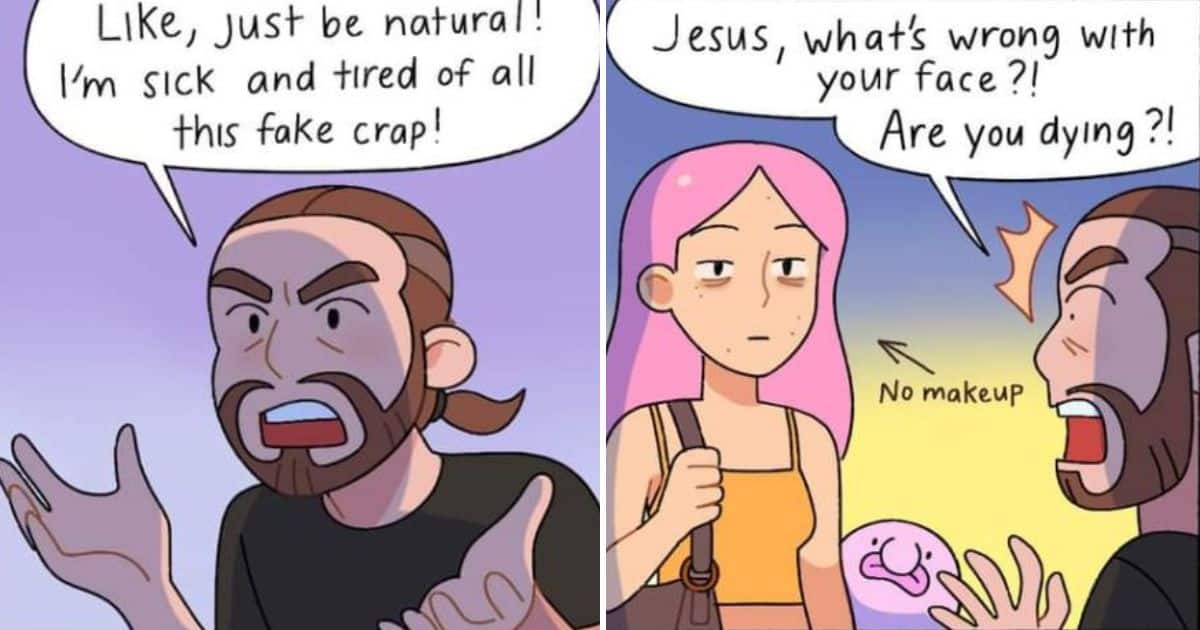 Like, just be natural!
I'm sick and tired of all
this fake crap!
Jesus, what's wrong with
your face?!
Are you dying?!
No makeup